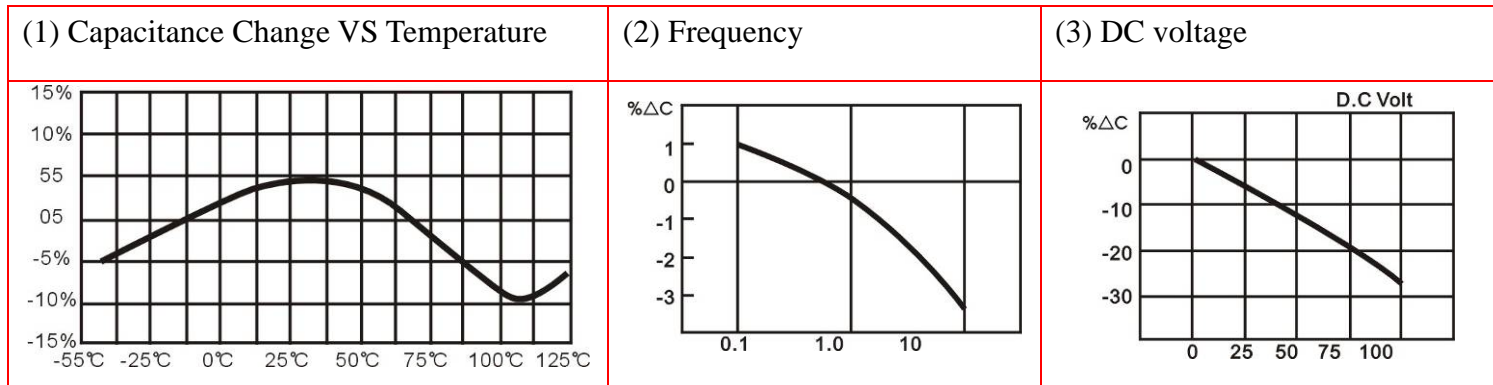 (1) Capacitance Change VS Temperature
(2) Frequency
(3) DC voltage
15%
10%
55
05
-5%
-10%
-15%
-55℃ -25℃ 0℃ 25℃ 50℃ 75℃ 100℃ 125℃
%△C
1
0
-1
-2
-3
0.1 1.0 10
D.C Volt
%△C
0
-10
-20
-30
0 25 50 75 100